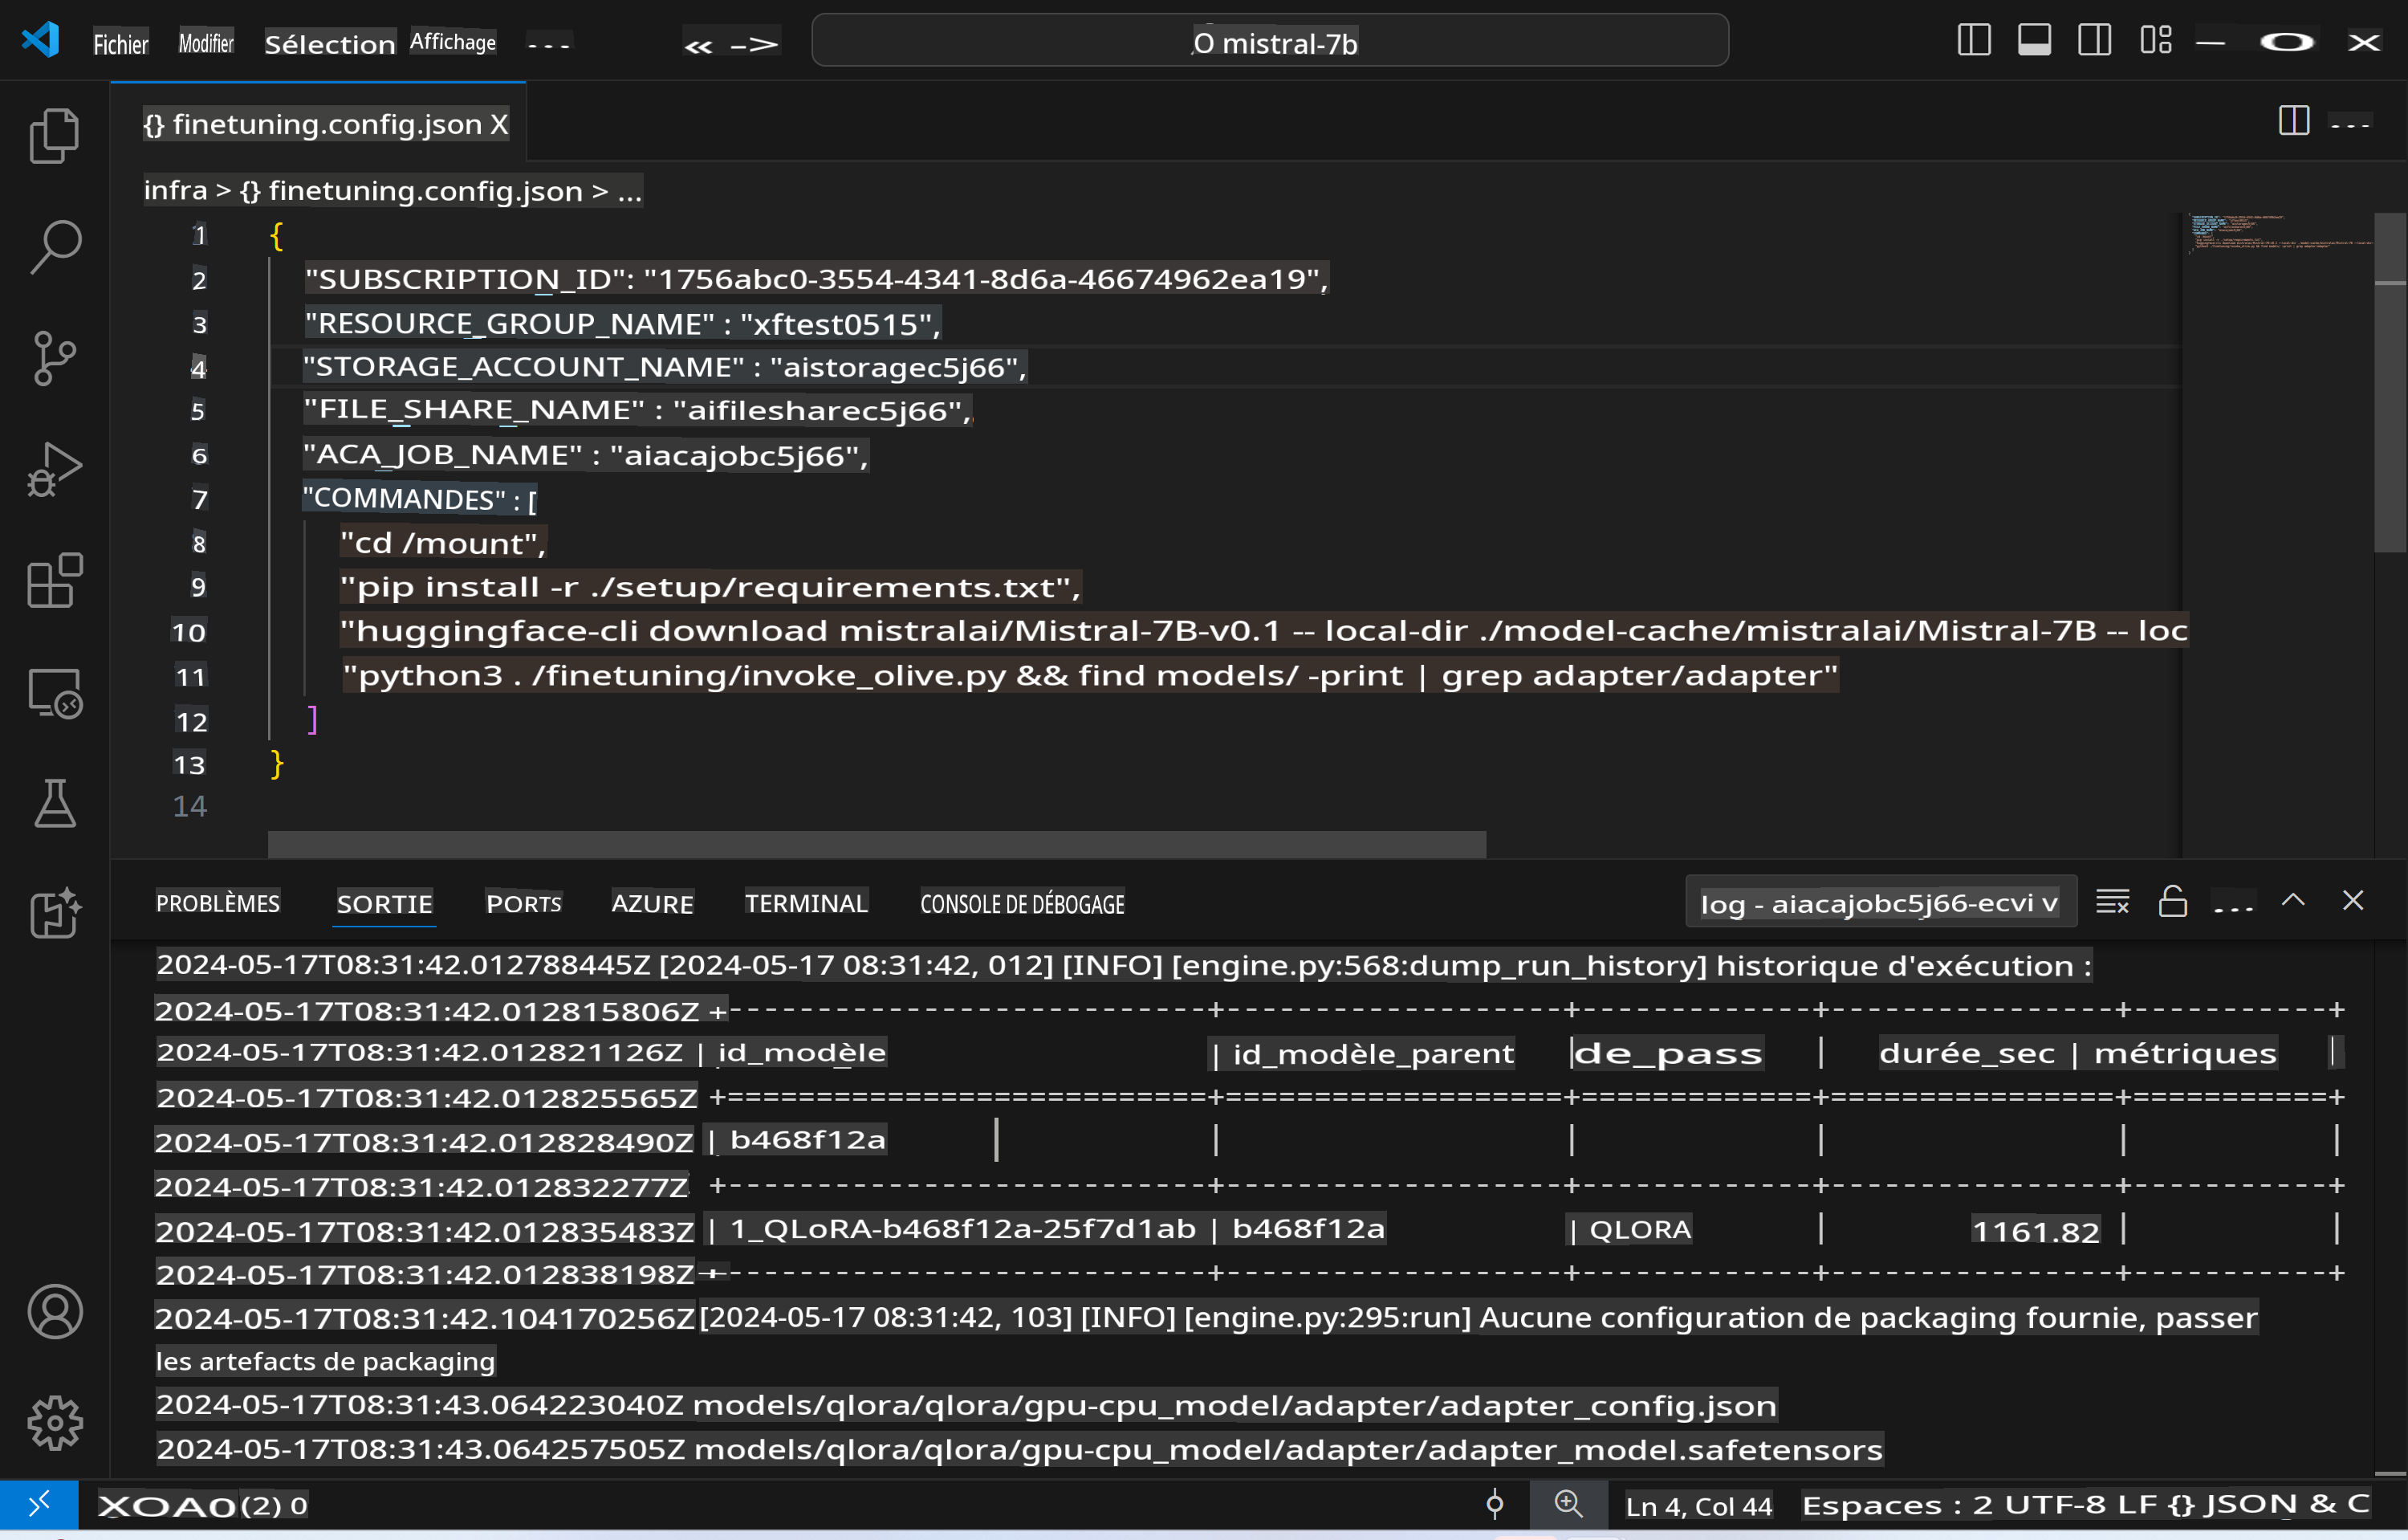 Fichier Modifier Sélection Affichage ... « -> mistral-7b
{} finetuning.config.json X
infra > {} finetuning.config.json > ...
1 {
2 "SUBSCRIPTION_ID": "1756abc0-3554-4341-8d6a-46674962ea19",
3 "RESOURCE_GROUP_NAME" : "xftest0515",
4 "STORAGE_ACCOUNT_NAME" : "aistoragec5j66",
5 "FILE_SHARE_NAME" : "aifilesharec5j66",
6 "ACA_JOB_NAME" : "aiacajobc5j66",
7 "COMMANDES" : [
8 "cd /mount",
9 "pip install -r ./setup/requirements.txt",
10 "huggingface-cli download mistralai/Mistral-7B-v0.1 -- local-dir ./model-cache/mistralai/Mistral-7B -- loc
11 "python3 . /finetuning/invoke_olive.py && find models/ -print | grep adapter/adapter"
12 ]
13 }
14
PROBLÈMES SORTIE PORTS AZURE TERMINAL CONSOLE DE DÉBOGAGE log - aiacajobc5j66-ecvi v
2024-05-17T08:31:42.012788445Z [2024-05-17 08:31:42, 012] [INFO] [engine.py:568:dump_run_history] historique d'exécution :
2024-05-17T08:31:42.012815806Z +---------------------------+-------------------+-------------+----------------+-----------+
2024-05-17T08:31:42.012821126Z | id_modèle | id_modèle_parent |de_pass | durée_sec | métriques |
2024-05-17T08:31:42.012825565Z +===========================+===================+=============+================+===========+
2024-05-17T08:31:42.012828490Z | b468f12a | | | | |
2024-05-17T08:31:42.012832277Z +---------------------------+-------------------+-------------+----------------+-----------+
2024-05-17T08:31:42.012835483Z | 1_QLoRA-b468f12a-25f7d1ab | b468f12a | QLORA | 1161.82 | |
2024-05-17T08:31:42.012838198Z +---------------------------+-------------------+-------------+----------------+-----------+
2024-05-17T08:31:42.104170256Z [2024-05-17 08:31:42, 103] [INFO] [engine.py:295:run] Aucune configuration de packaging fournie, passer
les artefacts de packaging
2024-05-17T08:31:43.064223040Z models/qlora/qlora/gpu-cpu_model/adapter/adapter_config.json
2024-05-17T08:31:43.064257505Z models/qlora/qlora/gpu-cpu_model/adapter/adapter_model.safetensors
XOA0(2) 0 Ln 4, Col 44 Espaces : 2 UTF-8 LF {} JSON & C